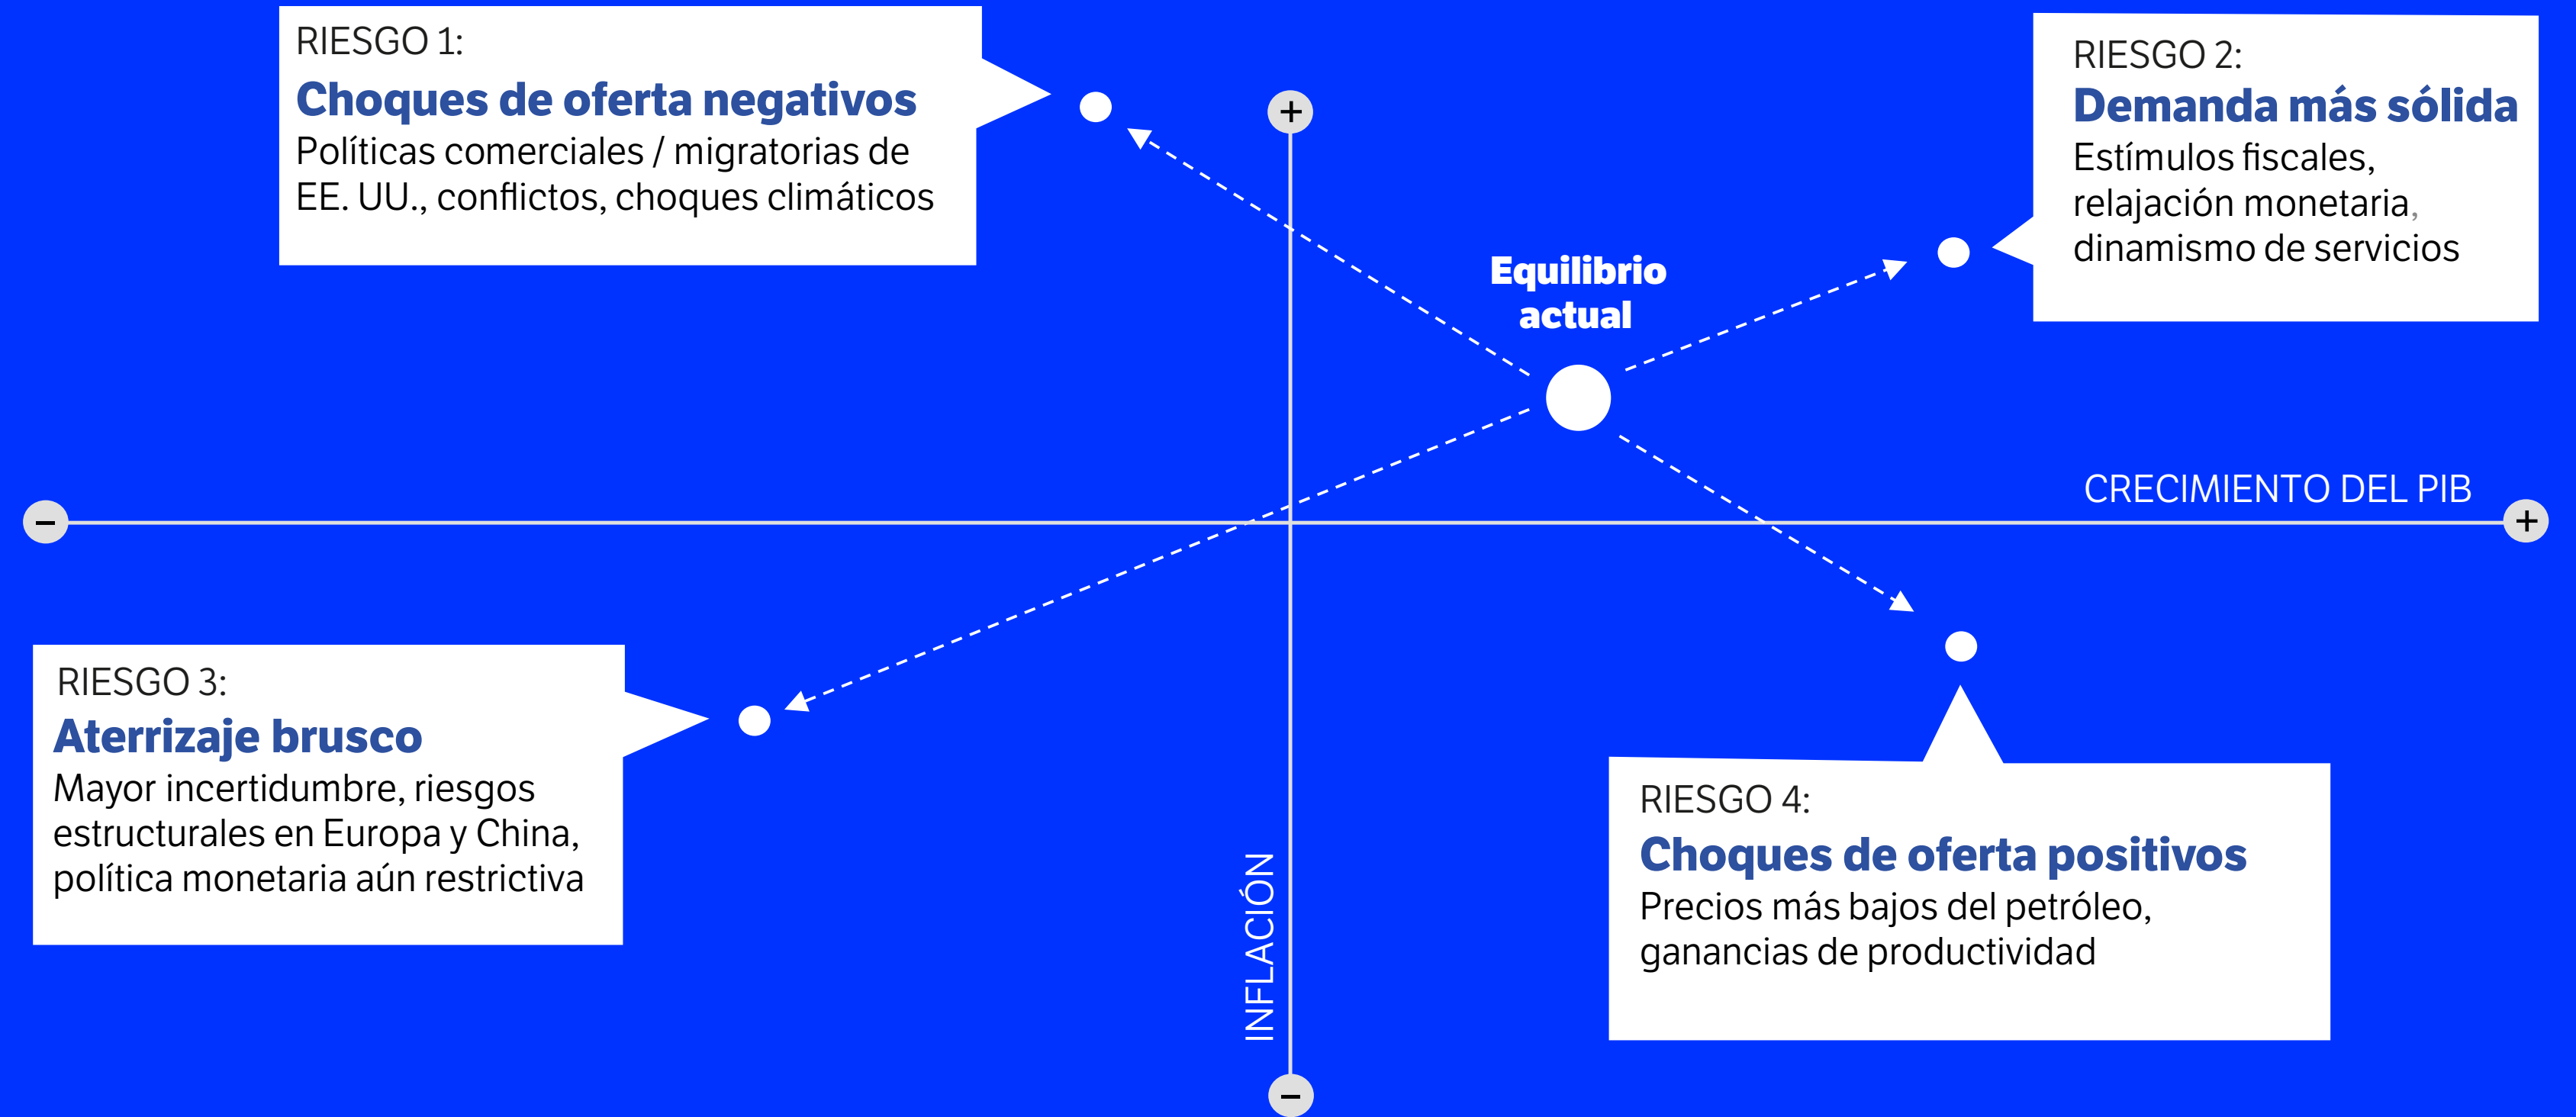 RIESGO 1:
Choques de oferta negativos
Políticas comerciales / migratorias de
EE. UU., conflictos, choques climáticos
+
RIESGO 2:
Demanda más sólida
Estímulos fiscales,
relajación monetaria,
dinamismo de servicios
Equilibrio
actual
CRECIMIENTO DEL PIB
−
+
RIESGO 3:
Aterrizaje brusco
Mayor incertidumbre, riesgos
estructurales en Europa y China,
política monetaria aún restrictiva
INFLACIÓN
−
RIESGO 4:
Choques de oferta positivos
Precios más bajos del petróleo,
ganancias de productividad